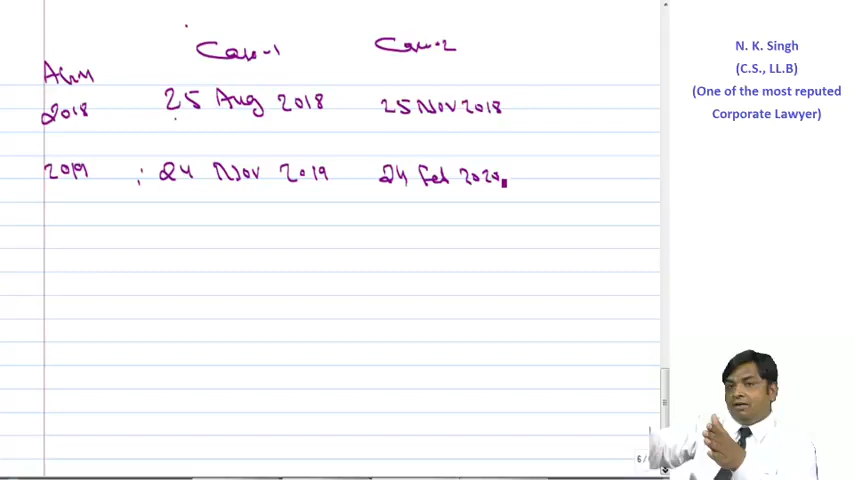 Case-1 Case-2
AGM
2018 25 Aug 2018 25 Nov 2018
2019 : 24 Nov 2019 24 Feb 2020
N. K. Singh
(C.S., LL.B)
(One of the most reputed
Corporate Lawyer)
6/